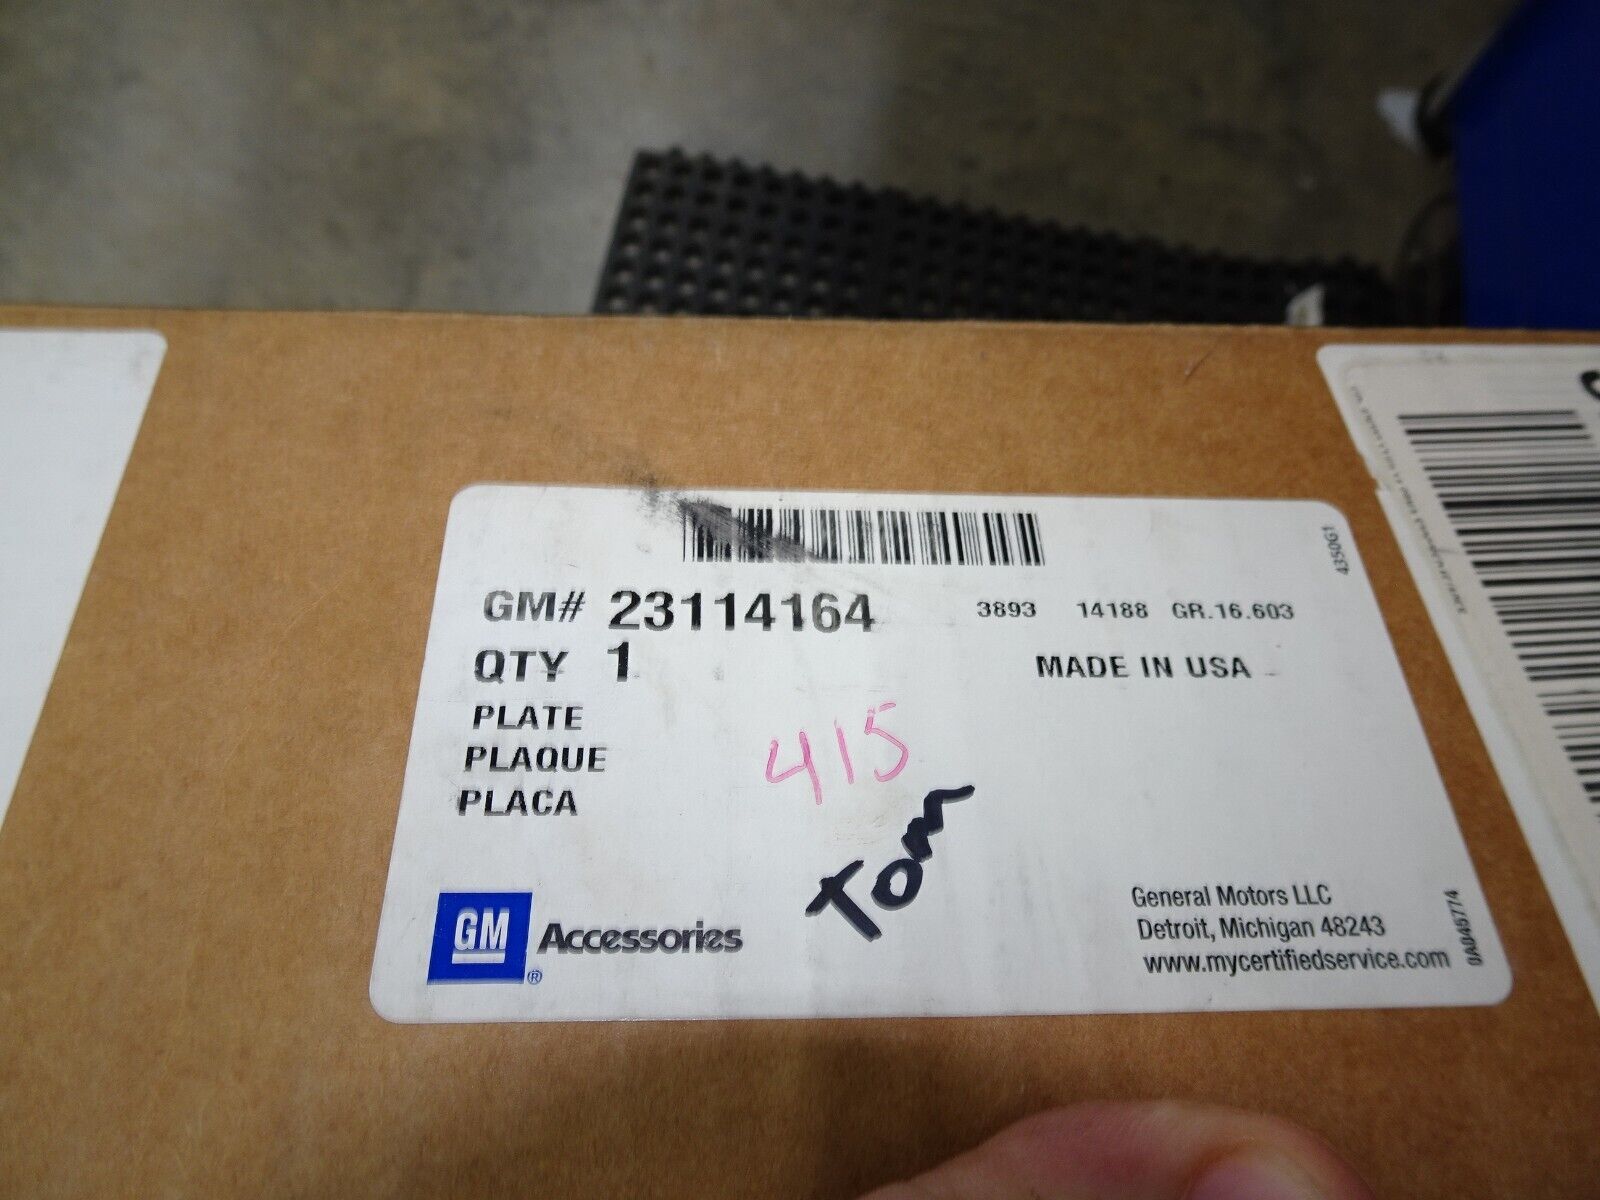 GM# 23114164 3893 14188 GR.16.603
QTY 1 MADE IN USA
PLATE
PLAQUE
PLACA
415
Tom
GM Accessories
®
General Motors LLC
Detroit, Michigan 48243
www.mycertifiedservice.com
4350G1
0A045774